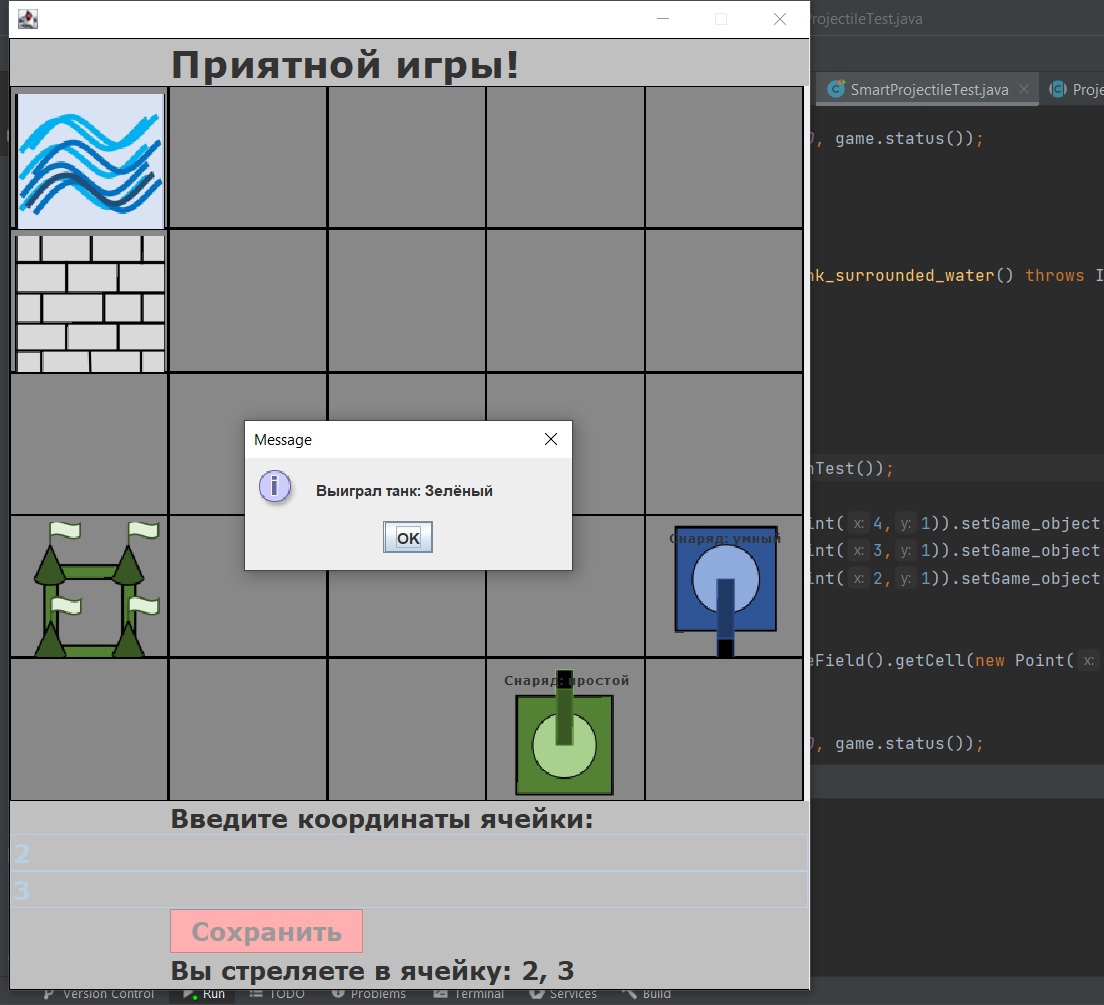 rojectileTest.java
Приятной игры!
SmartProjectileTest.java
Proje
, game.status());
nk_surrounded_water() throws I
Message
Выиграл танк: Зелёный
OK
nTest());
int( x: 4, y: 1)).setGame_object
int( x: 3, y: 1)).setGame_object
int( x: 2, y: 1)).setGame_object
Снаряд: умный
eField().getCell(new Point( x:
Снаряд: простой
, game.status());
Введите координаты ячейки:
2
3
Сохранить
Вы стреляете в ячейку: 2, 3
Version Control
Run
TODO
Problems
Terminal
Services
Build